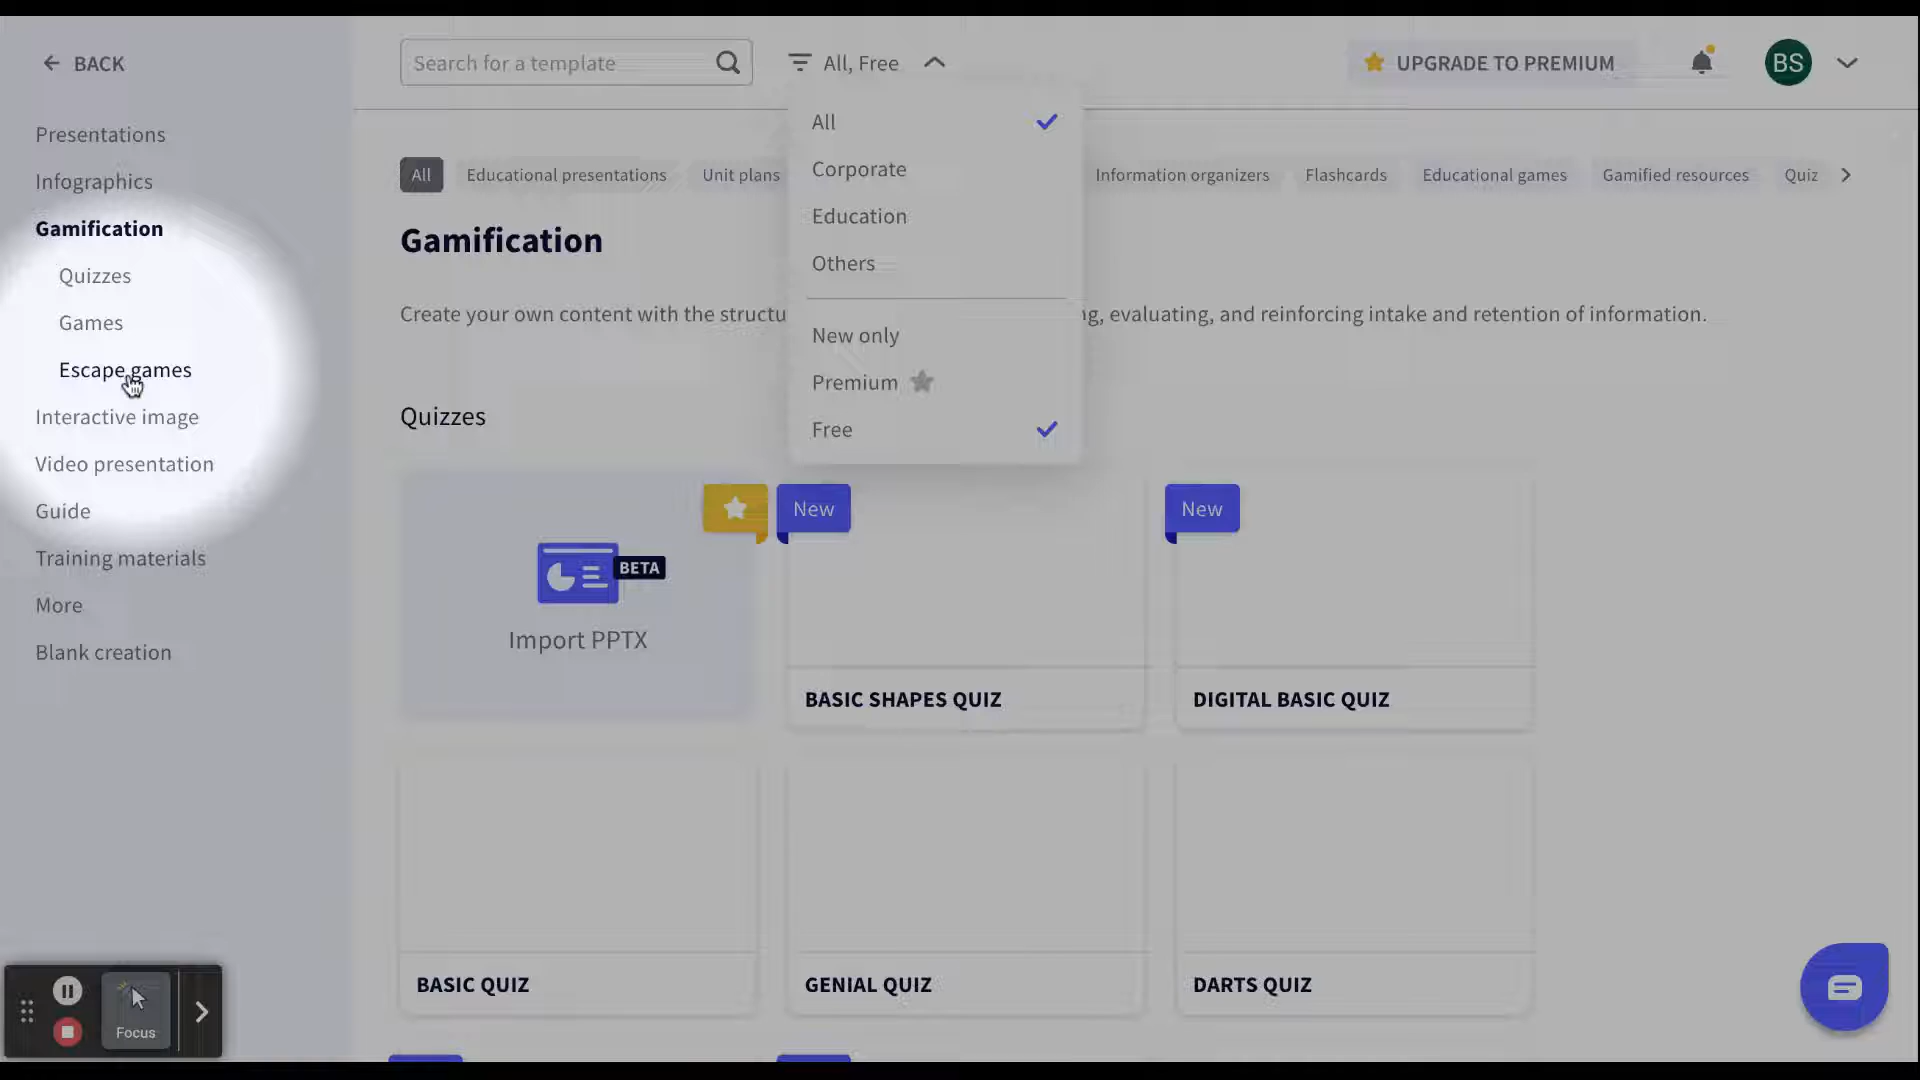 BACK
Presentations
Infographics
Gamification
Quizzes
Games
Escape games
Interactive image
Video presentation
Guide
Training materials
More
Blank creation
Focus
Search for a template
All, Free
UPGRADE TO PREMIUM
BS
All
Corporate
Education
Others
New only
Premium
Free
All Educational presentations Unit plans Information organizers Flashcards Educational games Gamified resources Quiz
Gamification
Create your own content with the structu ng, evaluating, and reinforcing intake and retention of information.
Quizzes
BETA
Import PPTX
New
BASIC SHAPES QUIZ
New
DIGITAL BASIC QUIZ
BASIC QUIZ
GENIAL QUIZ
DARTS QUIZ